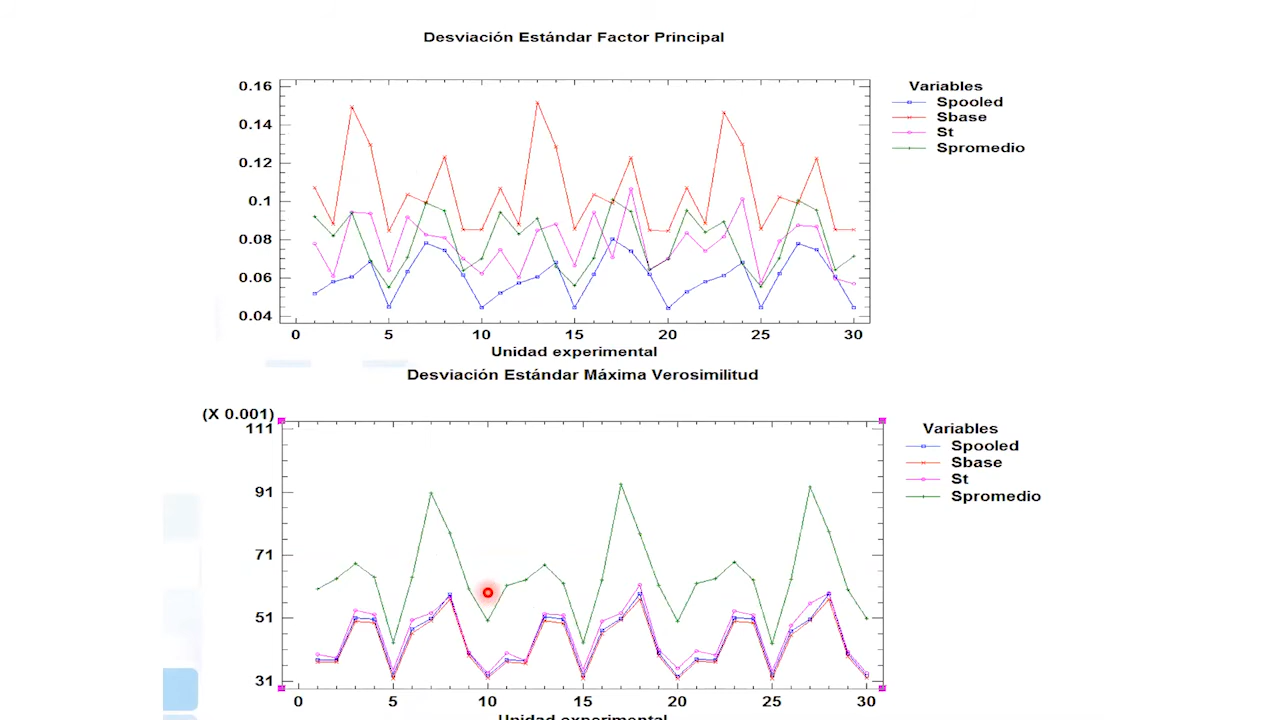 Desviación Estándar Factor Principal
0.16
0.14
0.12
0.1
0.08
0.06
0.04
0 5 10 15 20 25 30
Unidad experimental
Variables
Spooled
Sbase
St
Spromedio
Desviación Estándar Máxima Verosimilitud
(X 0.001)
111
91
71
51
31
0 5 10 15 20 25 30
Unidad experimental
Variables
Spooled
Sbase
St
Spromedio